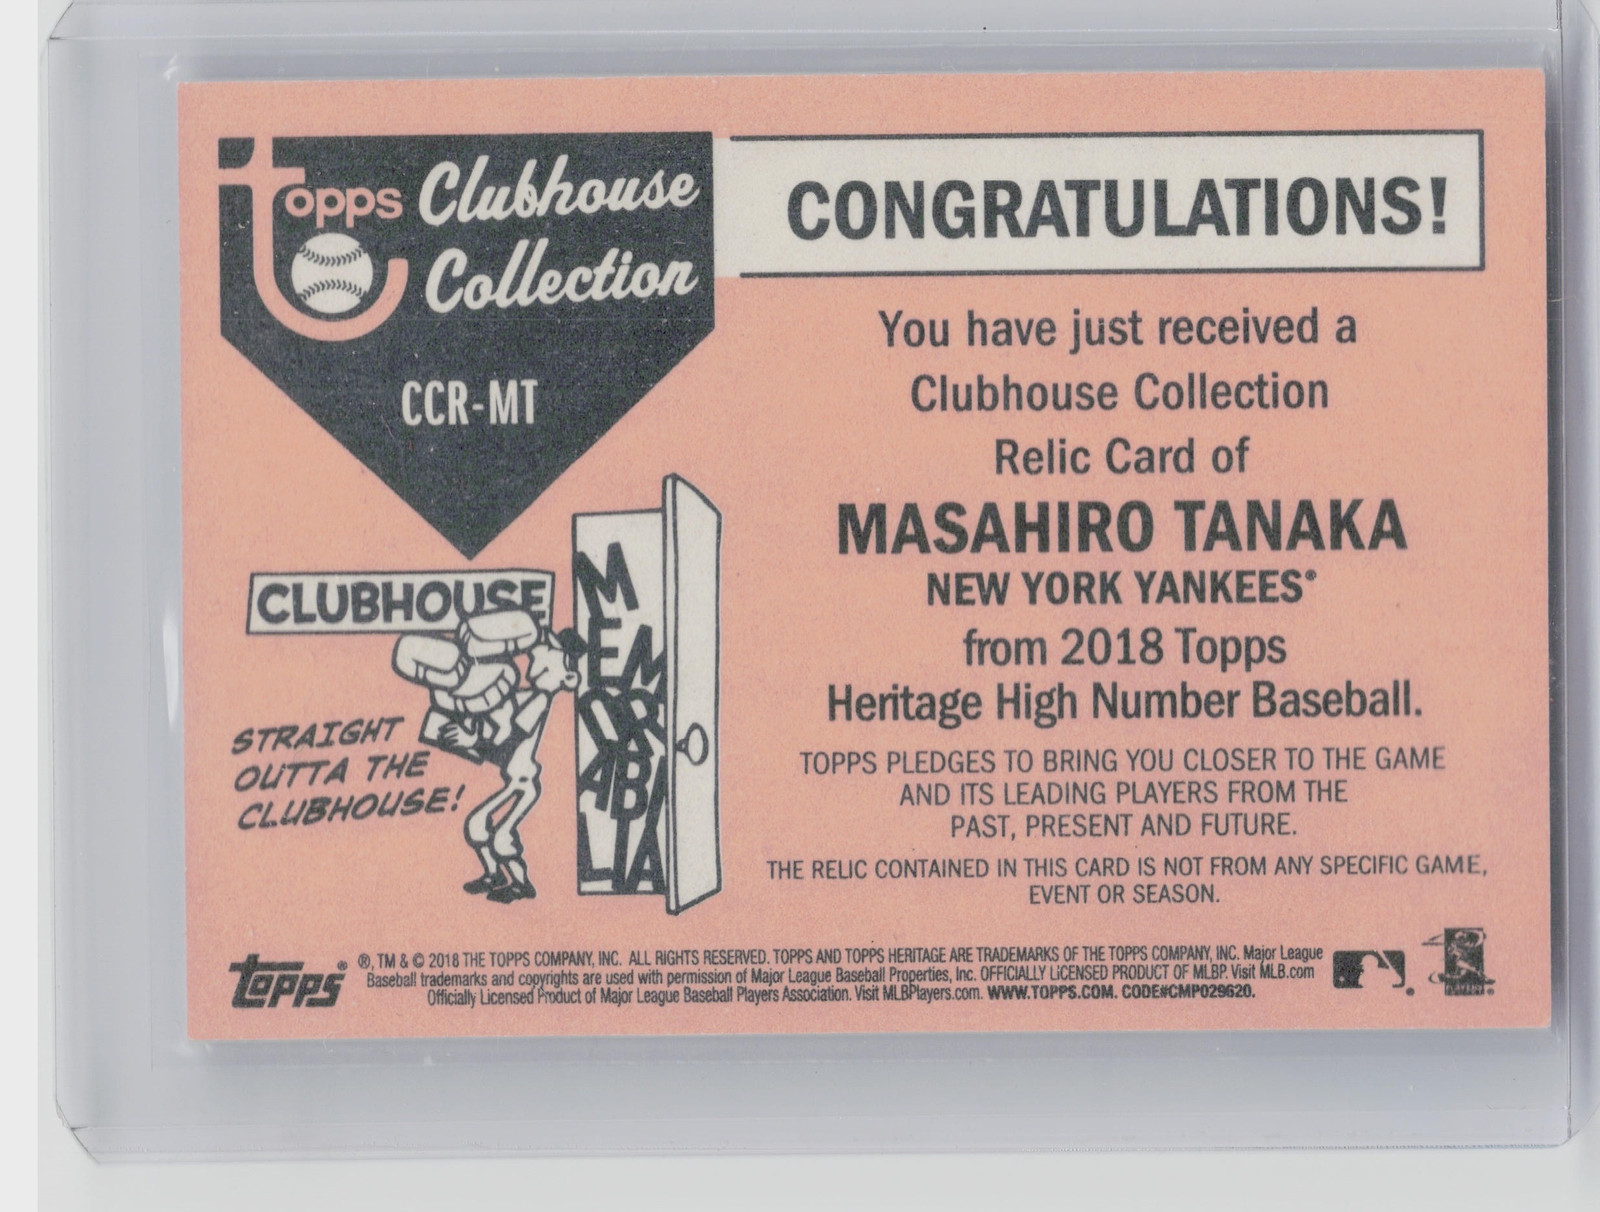 topps Clubhouse
Collection
CCR-MT
CONGRATULATIONS!
You have just received a
Clubhouse Collection
Relic Card of
MASAHIRO TANAKA
NEW YORK YANKEES®
from 2018 Topps
Heritage High Number Baseball.
TOPPS PLEDGES TO BRING YOU CLOSER TO THE GAME
AND ITS LEADING PLAYERS FROM THE
PAST, PRESENT AND FUTURE.
THE RELIC CONTAINED IN THIS CARD IS NOT FROM ANY SPECIFIC GAME,
EVENT OR SEASON.
CLUBHOUSE
MEMORABILIA
STRAIGHT
OUTTA THE
CLUBHOUSE!
topps®
®, TM & © 2018 THE TOPPS COMPANY, INC. ALL RIGHTS RESERVED. TOPPS AND TOPPS HERITAGE ARE TRADEMARKS OF THE TOPPS COMPANY, INC. Major League
Baseball trademarks and copyrights are used with permission of Major League Baseball Properties, Inc. OFFICIALLY LICENSED PRODUCT OF MLBP. Visit MLB.com
Officially Licensed Product of Major League Baseball Players Association. Visit MLBPlayers.com. WWW.TOPPS.COM. CODE#CMP029620.